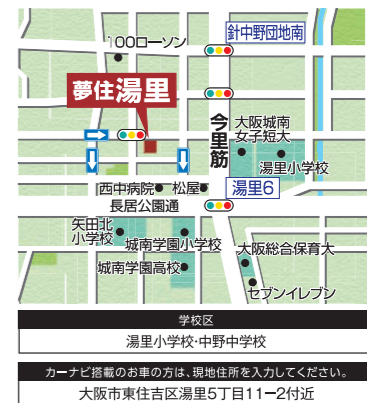 針中野団地南
100ローソン
夢住湯里
今里筋
大阪城南
女子短大
湯里小学校
西中病院 松屋
湯里6
長居公園通
矢田北
小学校
城南学園小学校
大阪総合保育大
城南学園高校
セブンイレブン
学校区
湯里小学校・中野中学校
カーナビ搭載のお車の方は、現地住所を入力してください。
大阪市東住吉区湯里5丁目11ー2付近